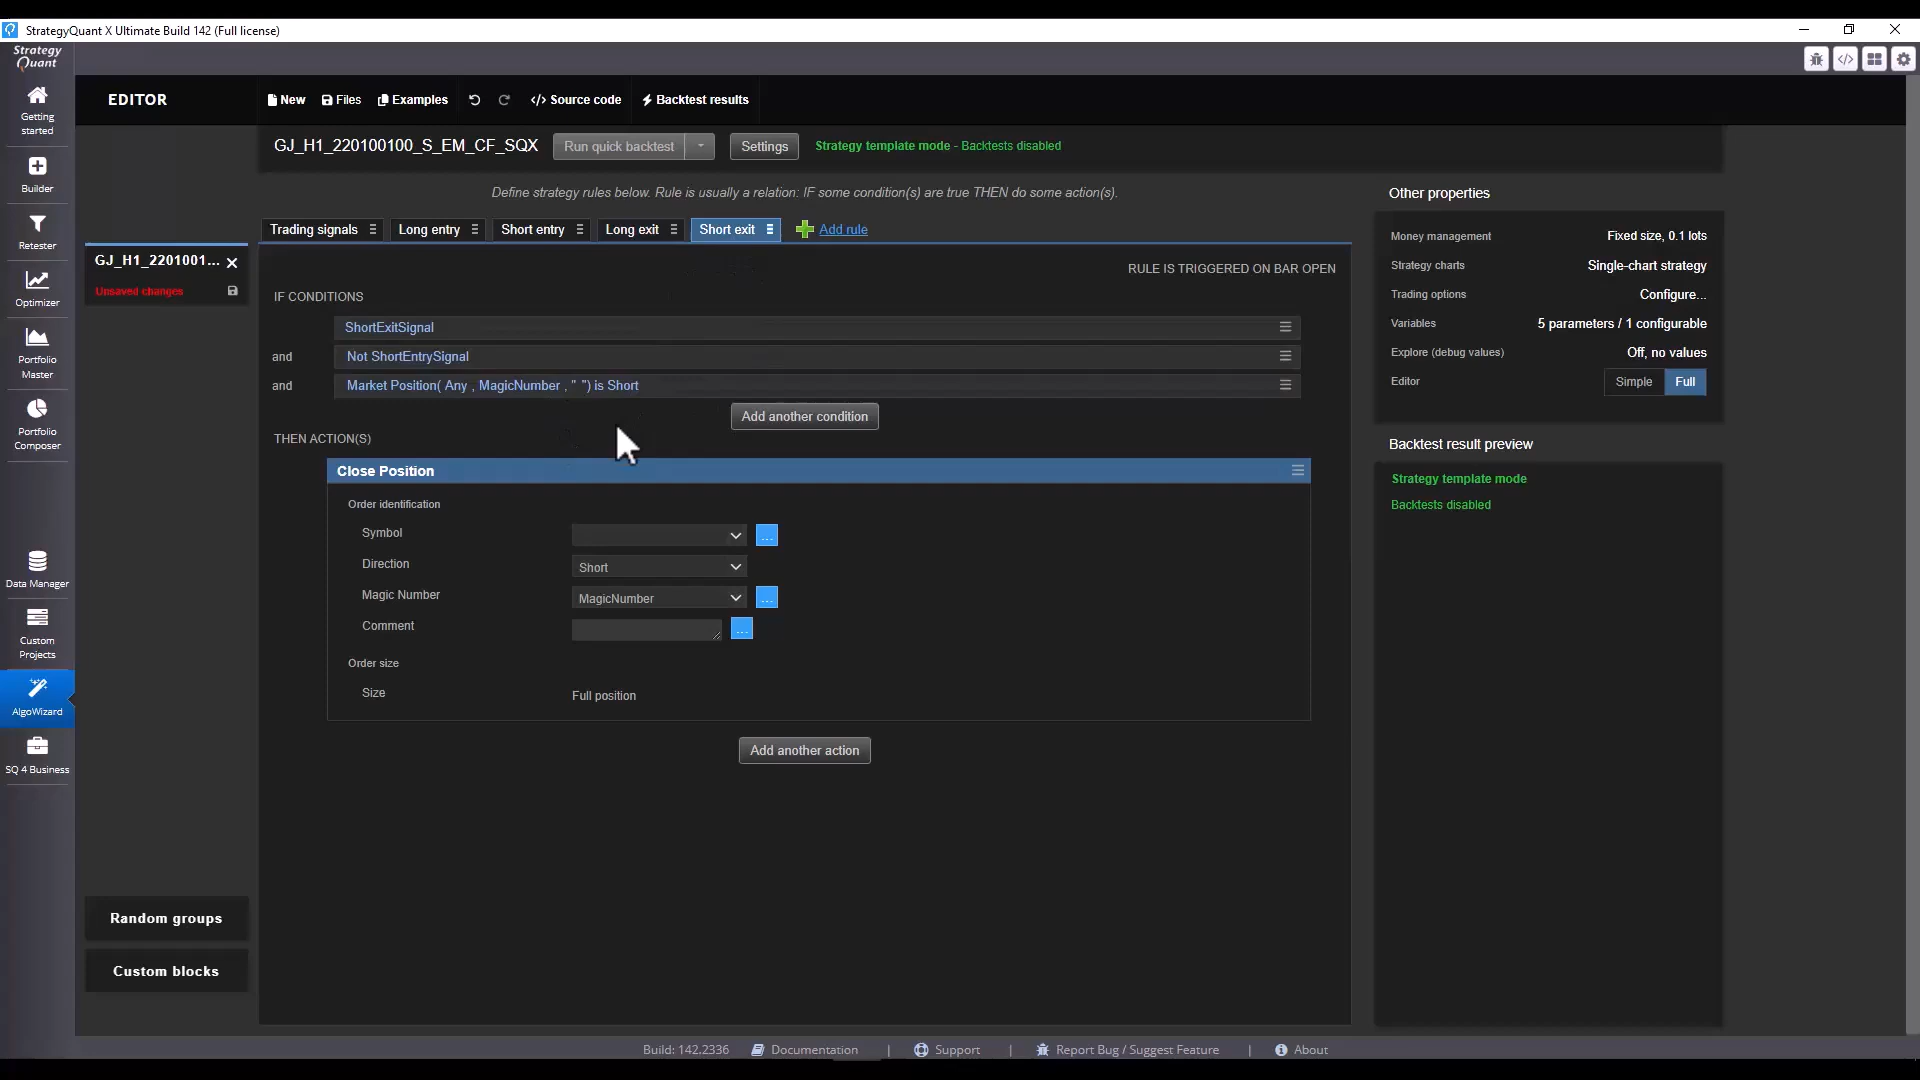 StrategyQuant X Ultimate Build 142 (Full license)
Strategy
Quant
EDITOR
New
Files
Examples
</> Source code
Backtest results
Getting
started
Builder
Retester
Optimizer
Portfolio
Master
Portfolio
Composer
Data Manager
Custom
Projects
AlgoWizard
SQ 4 Business
GJ_H1_2201001...
Unsaved changes
Random groups
Custom blocks
GJ_H1_220100100_S_EM_CF_SQX
Run quick backtest
Settings
Strategy template mode - Backtests disabled
Define strategy rules below. Rule is usually a relation: IF some condition(s) are true THEN do some action(s).
Trading signals
Long entry
Short entry
Long exit
Short exit
Add rule
RULE IS TRIGGERED ON BAR OPEN
IF CONDITIONS
ShortExitSignal
and Not ShortEntrySignal
and Market Position( Any , MagicNumber , " ") is Short
Add another condition
THEN ACTION(S)
Close Position
Order identification
Symbol ...
Direction Short
Magic Number MagicNumber ...
Comment ...
Order size
Size Full position
Add another action
Other properties
Money management Fixed size, 0.1 lots
Strategy charts Single-chart strategy
Trading options Configure...
Variables 5 parameters / 1 configurable
Explore (debug values) Off, no values
Editor Simple Full
Backtest result preview
Strategy template mode
Backtests disabled
Build: 142.2336 Documentation | Support | Report Bug / Suggest Feature | About